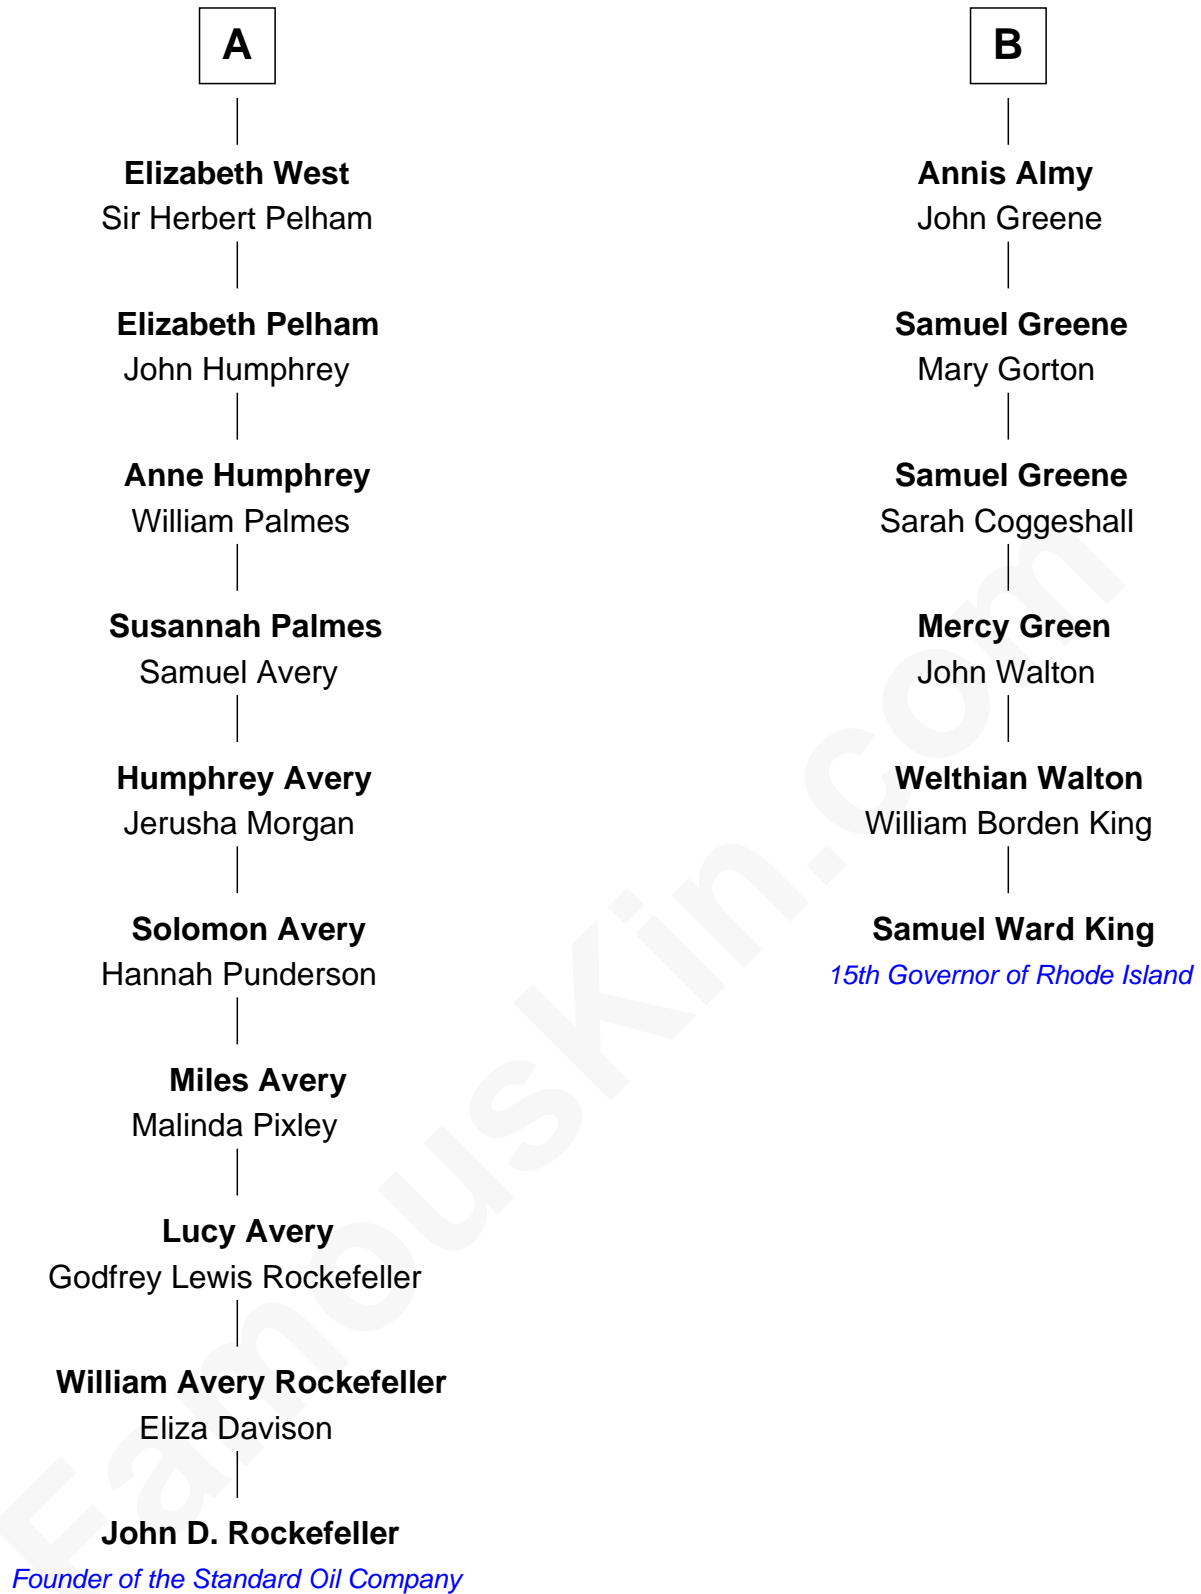 A
Elizabeth West
Sir Herbert Pelham
Elizabeth Pelham
John Humphrey
Anne Humphrey
William Palmes
Susannah Palmes
Samuel Avery
Humphrey Avery
Jerusha Morgan
Solomon Avery
Hannah Punderson
Miles Avery
Malinda Pixley
Lucy Avery
Godfrey Lewis Rockefeller
William Avery Rockefeller
Eliza Davison
John D. Rockefeller
Founder of the Standard Oil Company
B
Annis Almy
John Greene
Samuel Greene
Mary Gorton
Samuel Greene
Sarah Coggeshall
Mercy Green
John Walton
Welthian Walton
William Borden King
Samuel Ward King
15th Governor of Rhode Island
FamousKin.com